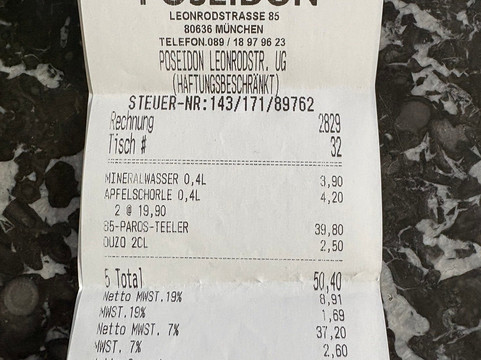 POSEIDON
LEONRODSTRASSE 85
80636 MÜNCHEN
TELEFON.089 / 18 97 96 23
POSEIDON LEONRODSTR. UG
(HAFTUNGSBESCHRÄNKT)
STEUER-NR:143/171/89762
Rechnung 2829
Tisch # 32
MINERALWASSER 0,4L 3,90
APFELSCHORLE 0,4L 4,20
2 @ 19,90
85-PAROS-TEELER 39,80
OUZO 2CL 2,50
5 Total 50,40
Netto MWST.19% 8,91
MWST.19% 1,69
Netto MWST. 7% 37,20
MWST. 7% 2,60